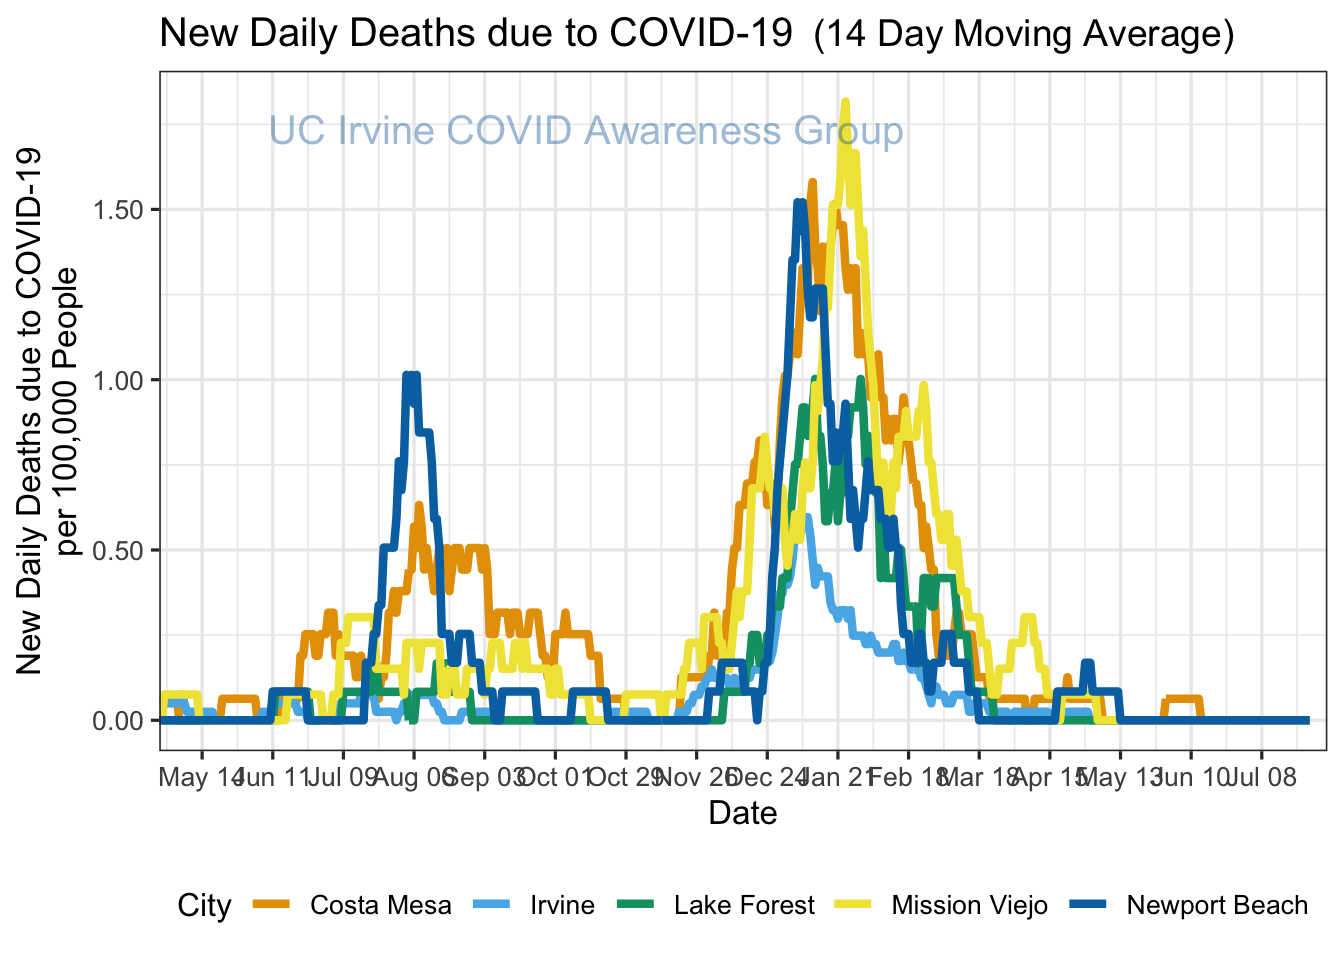 New Daily Deaths due to COVID-19 (14 Day Moving Average)
UC Irvine COVID Awareness Group
New Daily Deaths due to COVID-19
per 100,000 People
1.50
1.00
0.50
0.00
May 14 Jun 11 Jul 09 Aug 06 Sep 03 Oct 01 Oct 29 Nov 26 Dec 24 Jan 21 Feb 18 Mar 18 Apr 15 May 13 Jun 10 Jul 08
Date
City Costa Mesa Irvine Lake Forest Mission Viejo Newport Beach